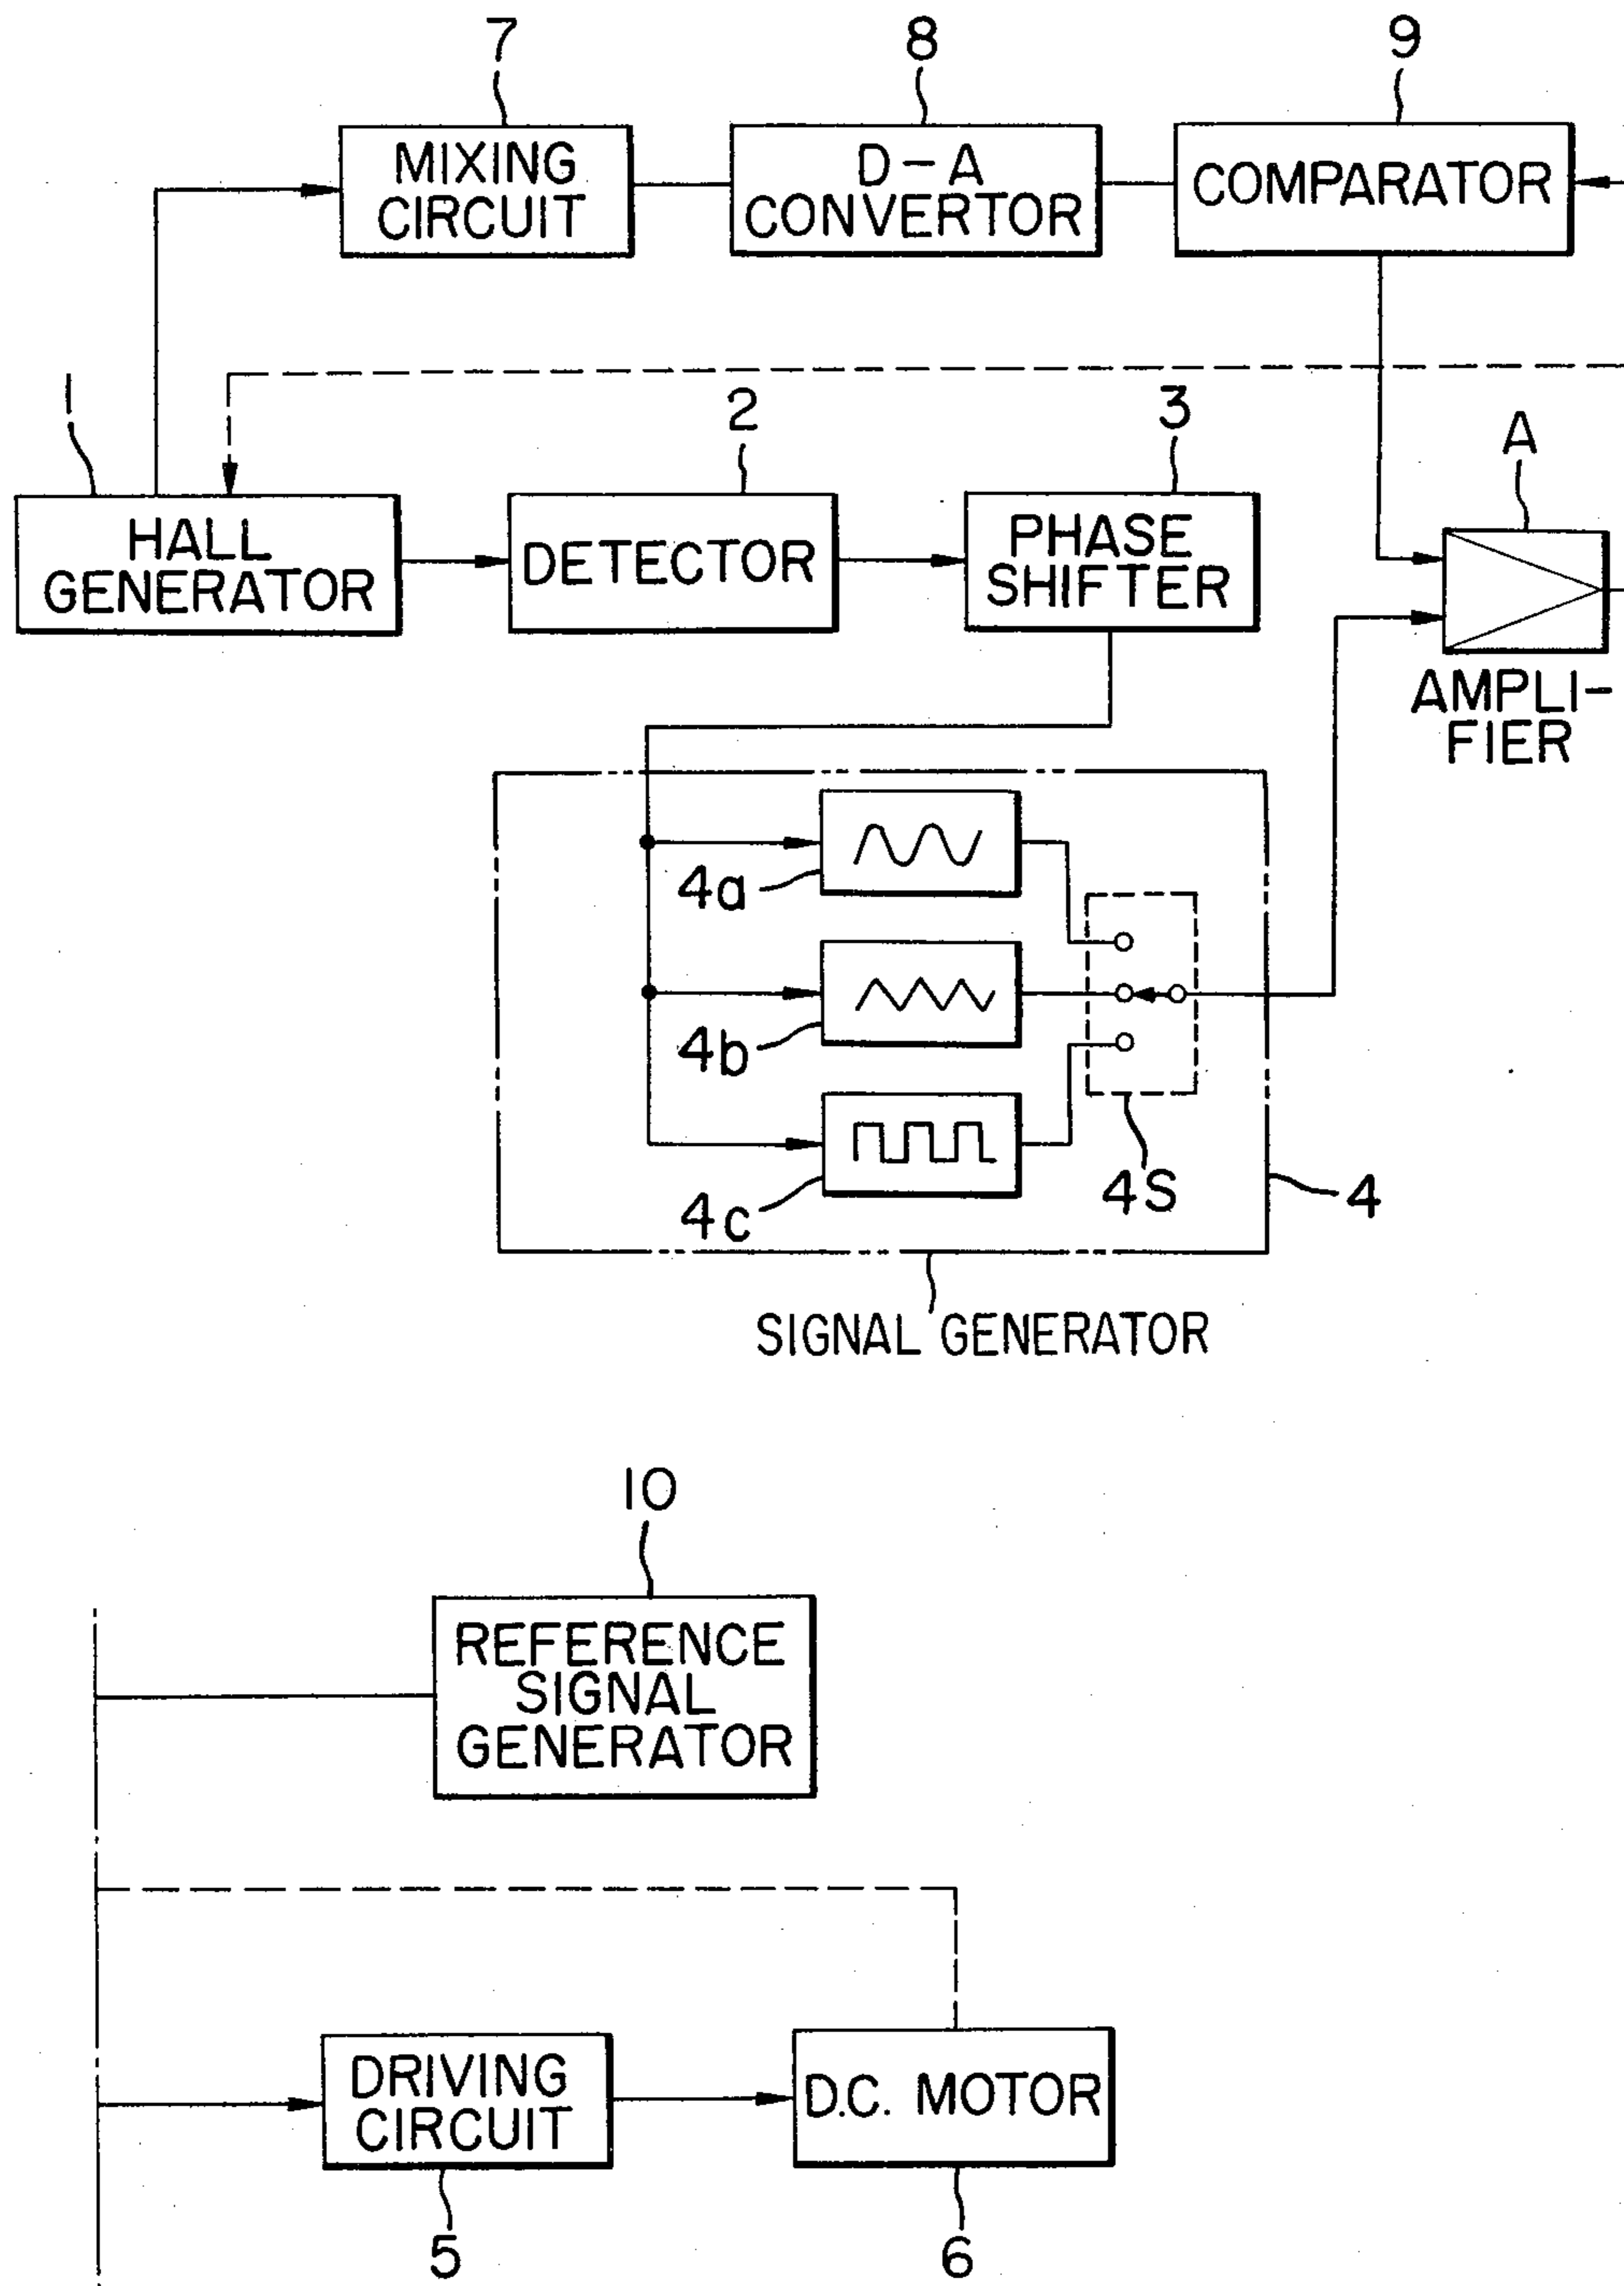 7
8
9
MIXING
CIRCUIT
D-A
CONVERTOR
COMPARATOR
1
2
3
A
HALL
GENERATOR
DETECTOR
PHASE
SHIFTER
AMPLI-
FIER
4a
4b
4c
4S
4
SIGNAL GENERATOR
10
REFERENCE
SIGNAL
GENERATOR
DRIVING
CIRCUIT
D.C. MOTOR
5
6